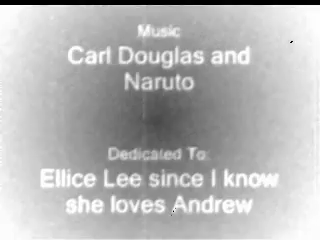 Music
Carl Douglas and
Naruto
Dedicated To:
Ellice Lee since I know
she loves Andrew